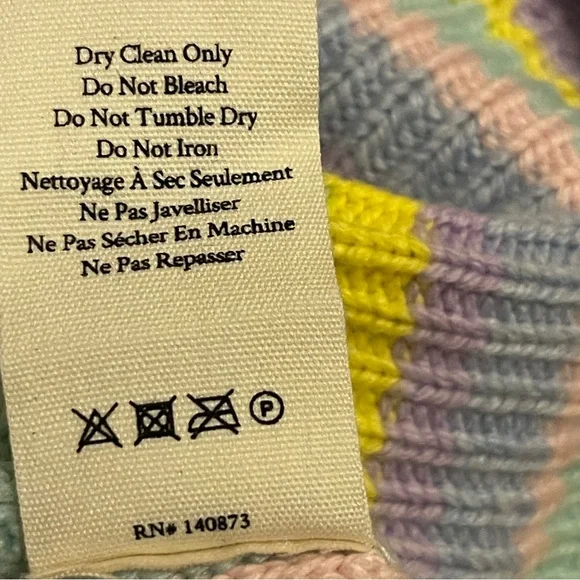 Dry Clean Only
Do Not Bleach
Do Not Tumble Dry
Do Not Iron
Nettoyage À Sec Seulement
Ne Pas Javelliser
Ne Pas Sécher En Machine
Ne Pas Repasser
P
RN# 140873